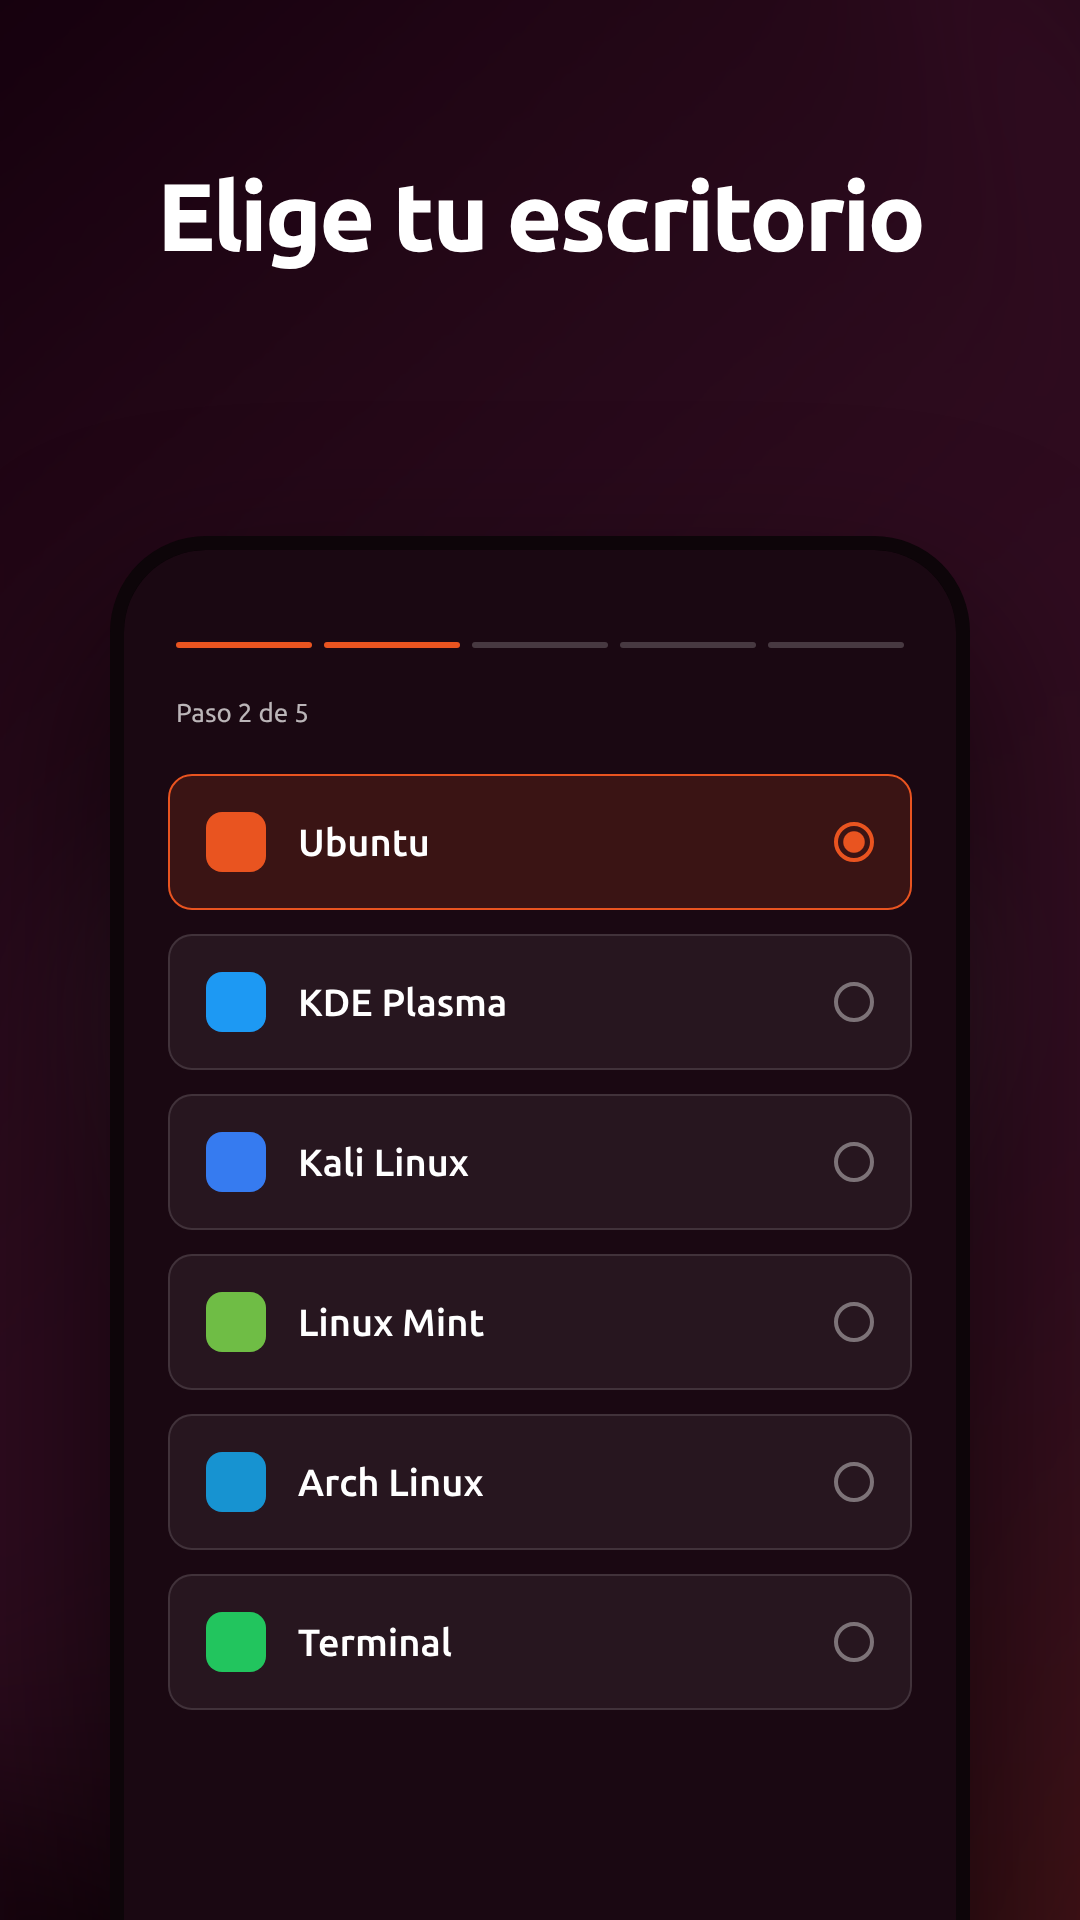 Elige tu escritorio
Paso 2 de 5
Ubuntu
KDE Plasma
Kali Linux
Linux Mint
Arch Linux
Terminal